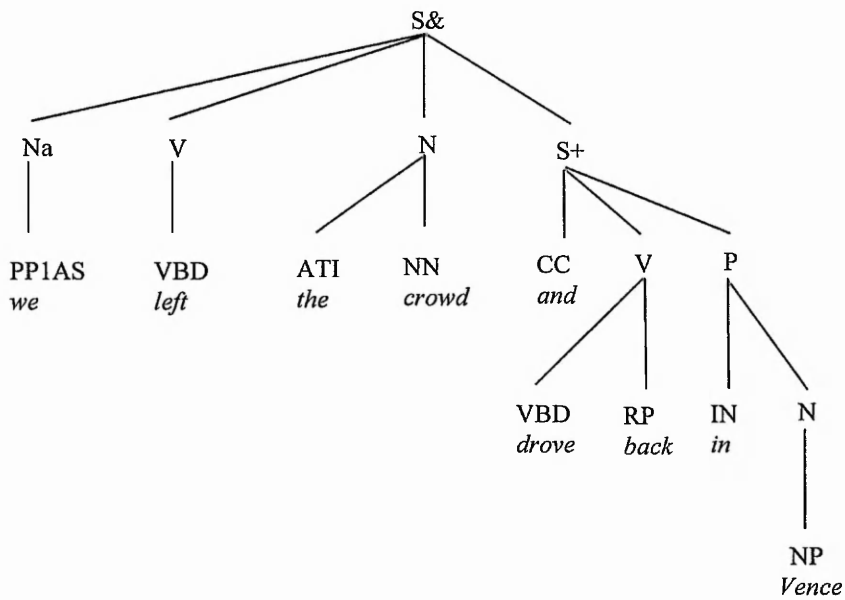 S&
Na V N S+
PP1AS VBD ATI NN CC V P
we left the crowd and
VBD RP IN N
drove back in
NP
Vence